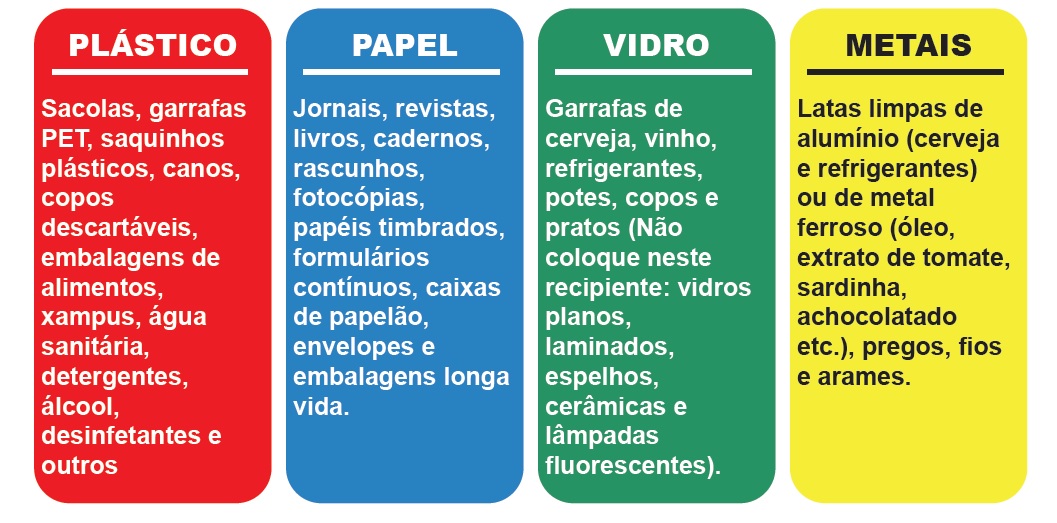 PLÁSTICO
Sacolas, garrafas
PET, saquinhos
plásticos, canos,
copos
descartáveis,
embalagens de
alimentos,
xampus, água
sanitária,
detergentes,
álcool,
desinfetantes e
outros
PAPEL
Jornais, revistas,
livros, cadernos,
rascunhos,
fotocópias,
papéis timbrados,
formulários
contínuos, caixas
de papelão,
envelopes e
embalagens longa
vida.
VIDRO
Garrafas de
cerveja, vinho,
refrigerantes,
potes, copos e
pratos (Não
coloque neste
recipiente: vidros
planos,
laminados,
espelhos,
cerâmicas e
lâmpadas
fluorescentes).
METAIS
Latas limpas de
alumínio (cerveja
e refrigerantes)
ou de metal
ferroso (óleo,
extrato de tomate,
sardinha,
achocolatado
etc.), pregos, fios
e arames.